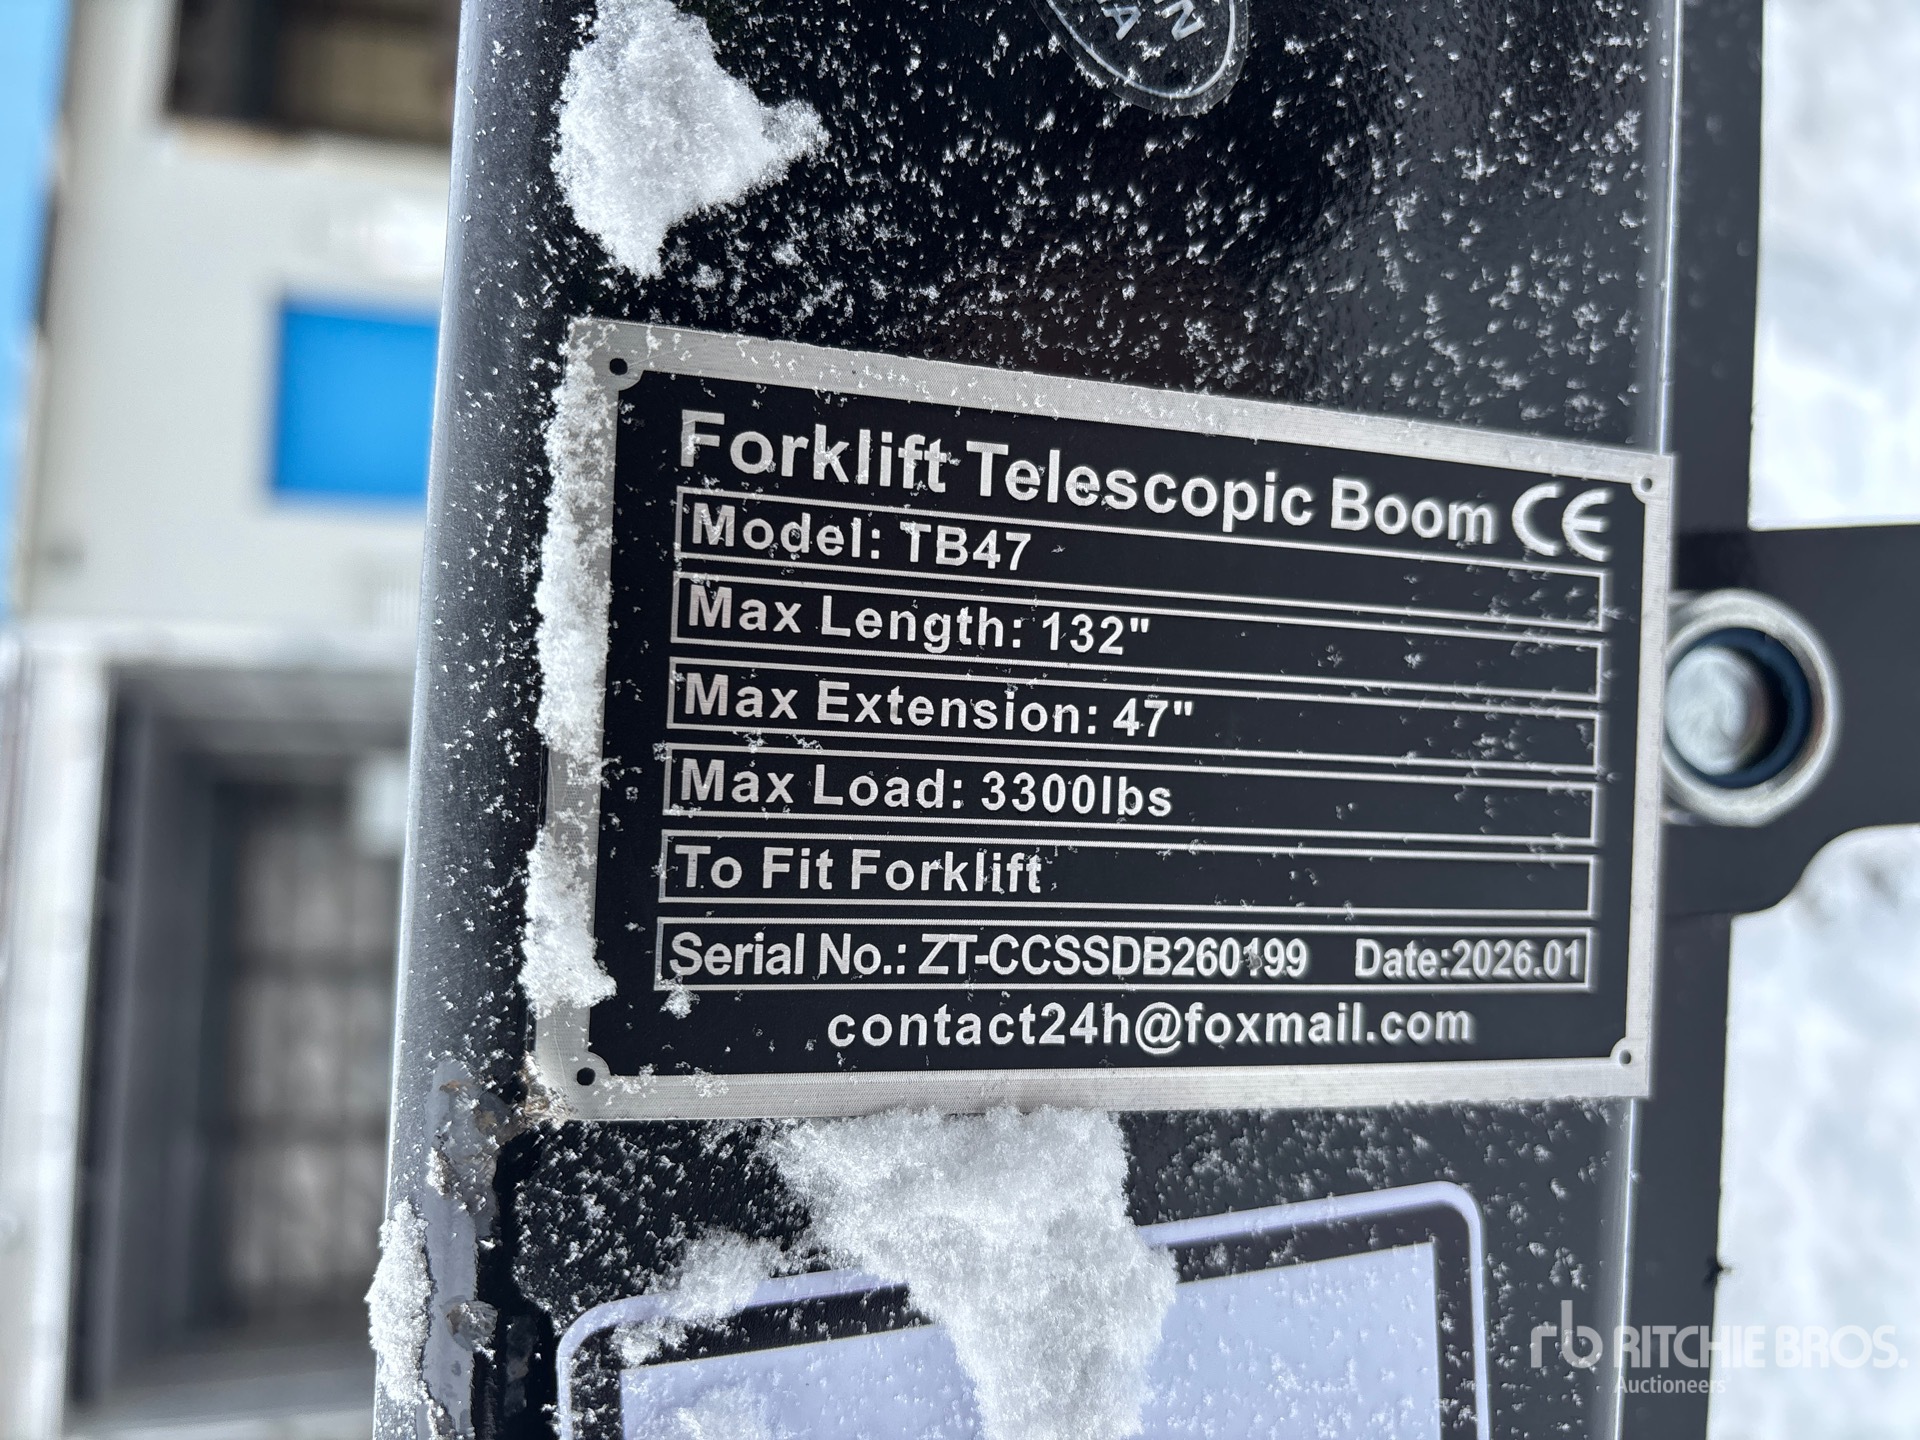 Forklift Telescopic Boom CE
Model: TB47
Max Length: 132"
Max Extension: 47"
Max Load: 3300lbs
To Fit Forklift
Serial No.: ZT-CCSSDB260199 Date:2026.01
contact24h@foxmail.com
rb RITCHIE BROS.
Auctioneers